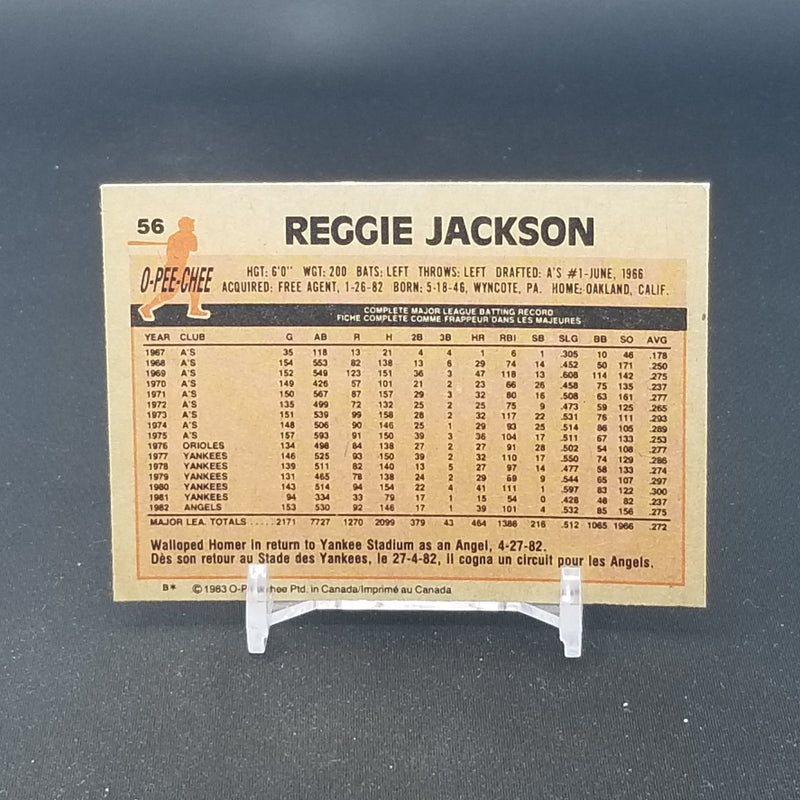 56
REGGIE JACKSON
O-PEE-CHEE
HGT: 6'0" WGT: 200 BATS: LEFT THROWS: LEFT DRAFTED: A'S #1-JUNE, 1966
ACQUIRED: FREE AGENT, 1-26-82 BORN: 5-18-46, WYNCOTE, PA. HOME: OAKLAND, CALIF.
COMPLETE MAJOR LEAGUE BATTING RECORD
FICHE COMPLETE COMME FRAPPEUR DANS LES MAJEURES
YEAR CLUB G AB R H 2B 3B HR RBI SB SLG BB SO AVG
1967 A'S 35 118 13 21 4 4 1 6 1 .305 10 46 .178
1968 A'S 154 553 82 138 13 6 29 74 14 .452 50 171 .250
1969 A'S 152 549 123 151 36 3 47 118 13 .608 114 142 .275
1970 A'S 149 426 57 101 21 2 23 66 26 .458 75 135 .237
1971 A'S 150 567 87 157 29 3 32 80 16 .508 63 161 .277
1972 A'S 135 499 72 132 25 2 25 75 9 .473 59 125 .265
1973 A'S 151 539 99 158 28 2 32 117 22 .531 76 111 .293
1974 A'S 148 506 90 146 25 1 29 93 25 .514 86 105 .289
1975 A'S 157 593 91 150 39 3 36 104 17 .511 67 133 .253
1976 ORIOLES 134 498 84 138 27 2 27 91 28 .502 54 108 .277
1977 YANKEES 146 525 93 150 39 2 32 110 17 .550 74 129 .286
1978 YANKEES 139 511 82 140 13 5 27 97 14 .477 58 133 .274
1979 YANKEES 131 465 78 138 24 2 29 89 9 .544 65 107 .297
1980 YANKEES 143 514 94 154 22 4 41 111 1 .597 83 122 .300
1981 YANKEES 94 334 33 79 17 1 15 54 0 .428 46 82 .237
1982 ANGELS 153 530 92 146 17 1 39 101 4 .532 85 156 .275
MAJOR LEA. TOTALS ..... 2171 7727 1270 2099 379 43 464 1386 216 .512 1065 1966 .272
Walloped Homer in return to Yankee Stadium as an Angel, 4-27-82.
Dès son retour au Stade des Yankees, le 27-4-82, il cogna un circuit pour les Angels.
B* © 1983 O-Pee-Chee Ptd. in Canada/Imprimé au Canada